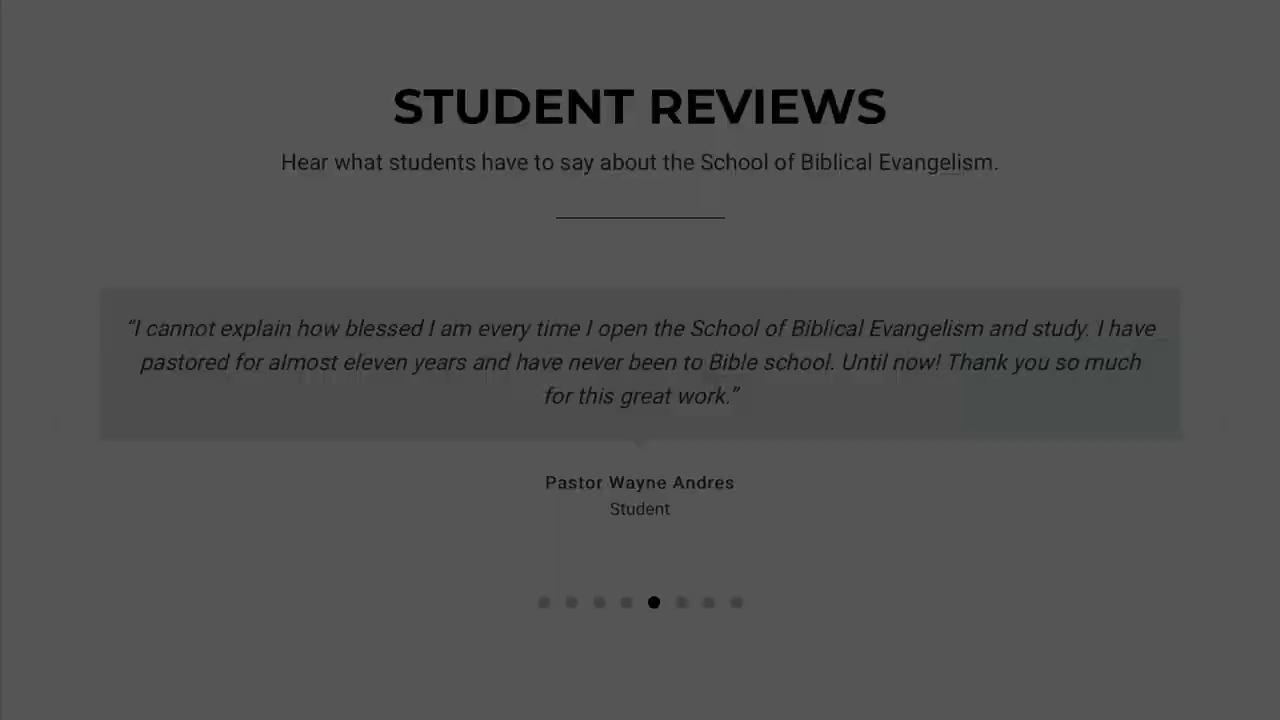 STUDENT REVIEWS
Hear what students have to say about the School of Biblical Evangelism.
“I cannot explain how blessed I am every time I open the School of Biblical Evangelism and study. I have
pastored for almost eleven years and have never been to Bible school. Until now! Thank you so much
for this great work.”
Pastor Wayne Andres
Student